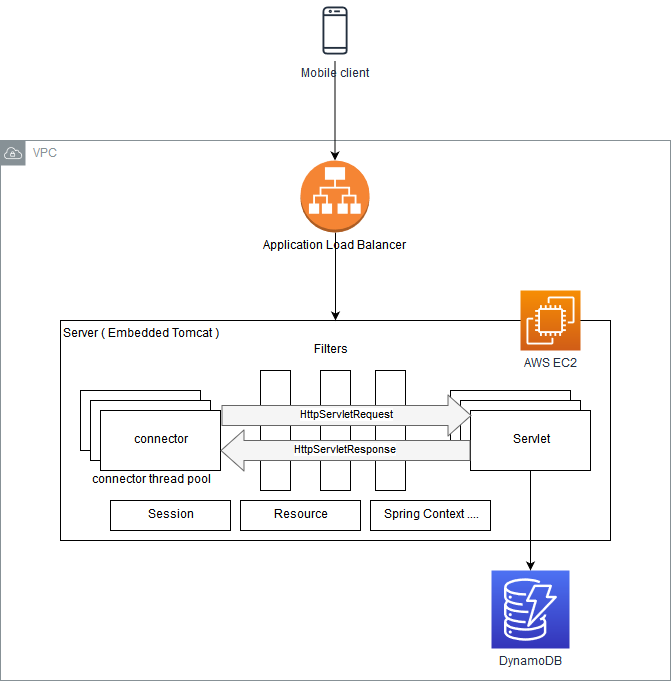 Mobile client
VPC
Application Load Balancer
Server ( Embedded Tomcat )
AWS EC2
Filters
HttpServletRequest
connector
Servlet
HttpServletResponse
connector thread pool
Session
Resource
Spring Context ....
DynamoDB